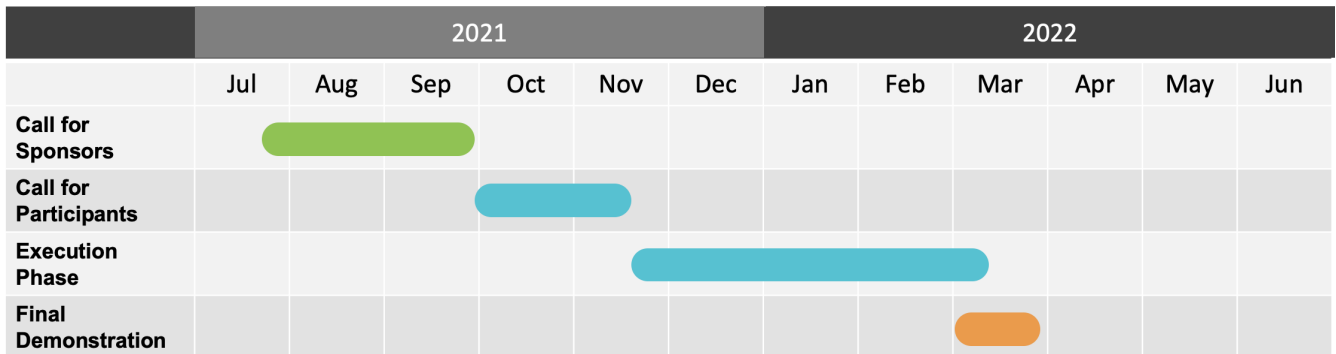 2021 2022
Jul Aug Sep Oct Nov Dec Jan Feb Mar Apr May Jun
Call for
Sponsors
Call for
Participants
Execution
Phase
Final
Demonstration